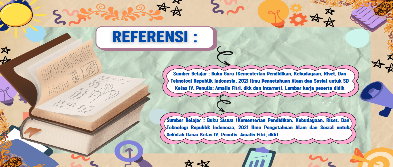 REFERENSI :
Sumber Belajar : Buku Guru (Kementerian Pendidikan, Kebudayaan, Riset, Dan
Teknologi Republik Indonesia, 2021 Ilmu Pengetahuan Alam dan Sosial untuk SD
Kelas IV, Penulis: Amalia Fitri, dkk dan Internet), Lembar kerja peserta didik
Sumber Belajar : Buku Siswa (Kementerian Pendidikan, Kebudayaan, Riset, Dan
Teknologi Republik Indonesia, 2021 Ilmu Pengetahuan Alam dan Sosial untuk
Sekolah Dasar Kelas IV, Penulis: Amalia Fitri, dkk)